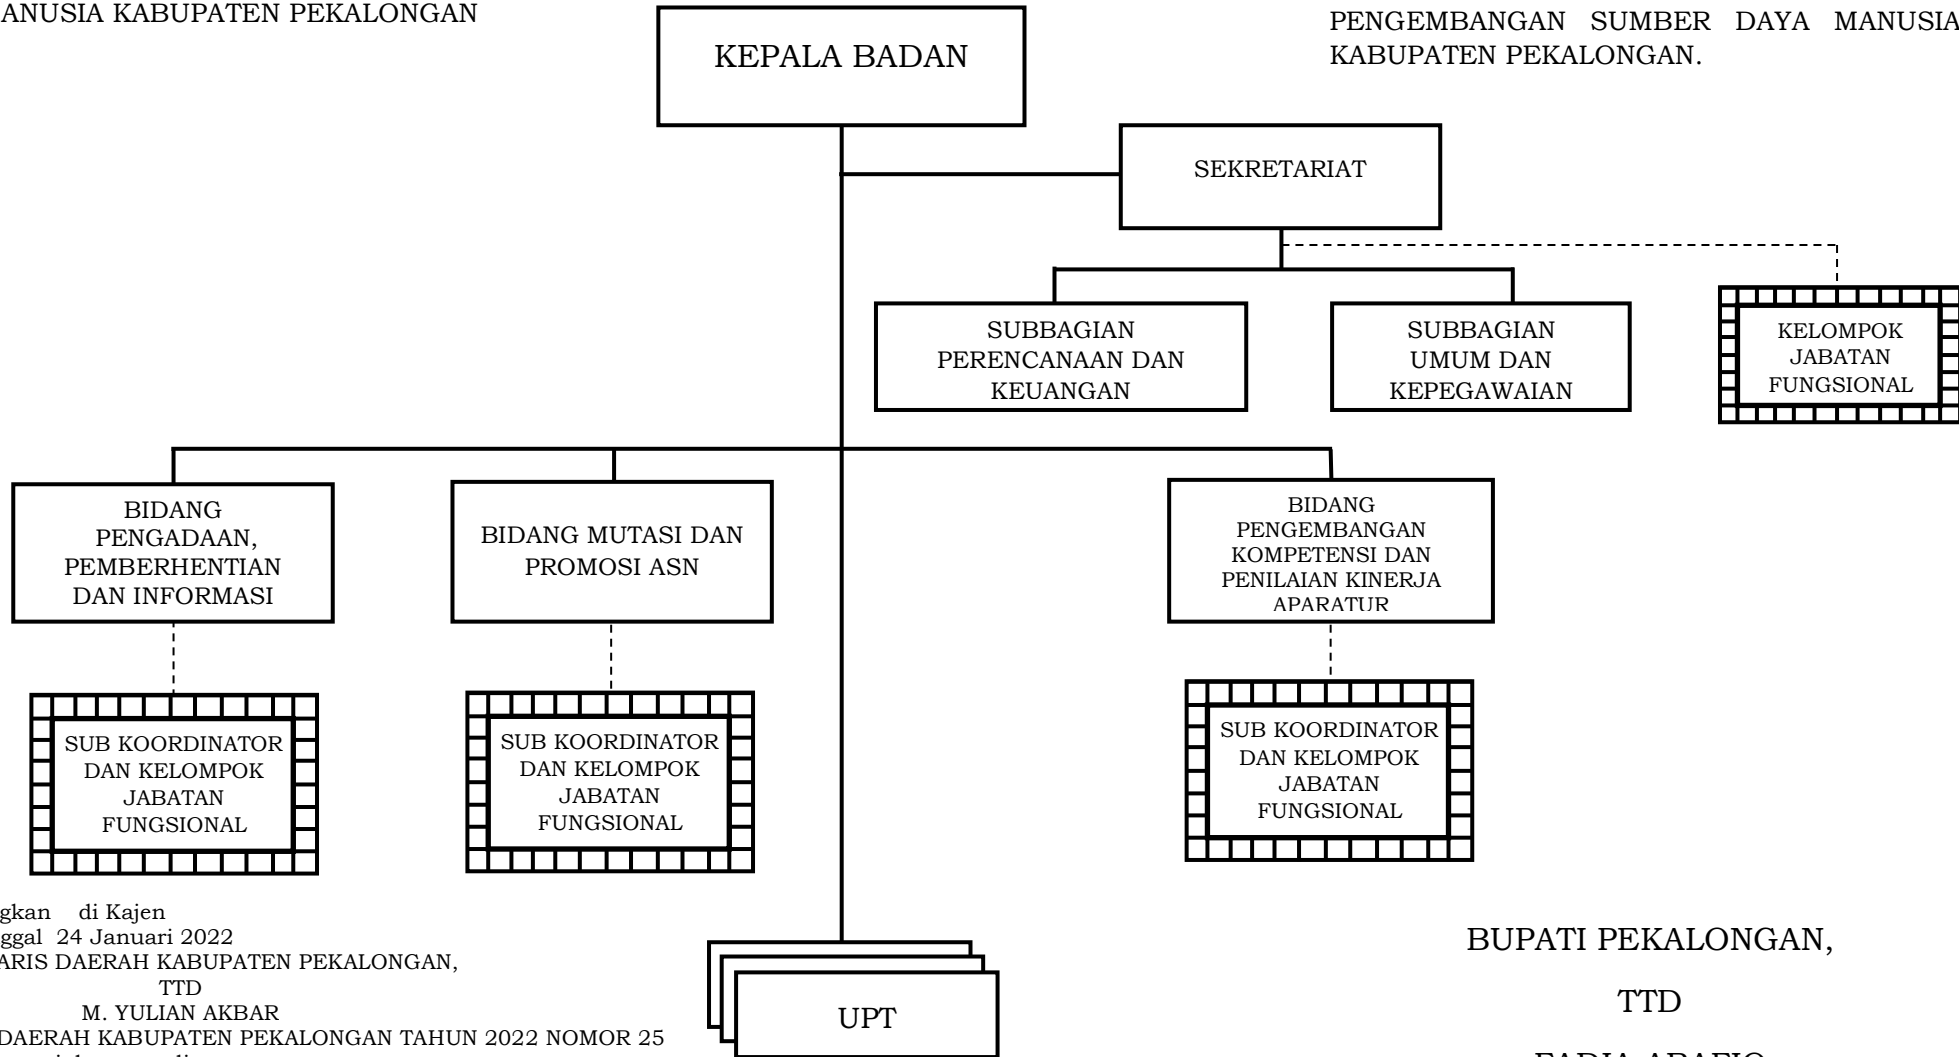 ANUSIA KABUPATEN PEKALONGAN
PENGEMBANGAN SUMBER DAYA MANUSIA
KABUPATEN PEKALONGAN.
KEPALA BADAN
SEKRETARIAT
SUBBAGIAN
PERENCANAAN DAN
KEUANGAN
SUBBAGIAN
UMUM DAN
KEPEGAWAIAN
KELOMPOK
JABATAN
FUNGSIONAL
BIDANG
PENGADAAN,
PEMBERHENTIAN
DAN INFORMASI
BIDANG MUTASI DAN
PROMOSI ASN
BIDANG
PENGEMBANGAN
KOMPETENSI DAN
PENILAIAN KINERJA
APARATUR
SUB KOORDINATOR
DAN KELOMPOK
JABATAN
FUNGSIONAL
SUB KOORDINATOR
DAN KELOMPOK
JABATAN
FUNGSIONAL
SUB KOORDINATOR
DAN KELOMPOK
JABATAN
FUNGSIONAL
gkan di Kajen
ggal 24 Januari 2022
ARIS DAERAH KABUPATEN PEKALONGAN,
TTD
M. YULIAN AKBAR
DAERAH KABUPATEN PEKALONGAN TAHUN 2022 NOMOR 25
UPT
BUPATI PEKALONGAN,
TTD
FADIA ARAFIQ